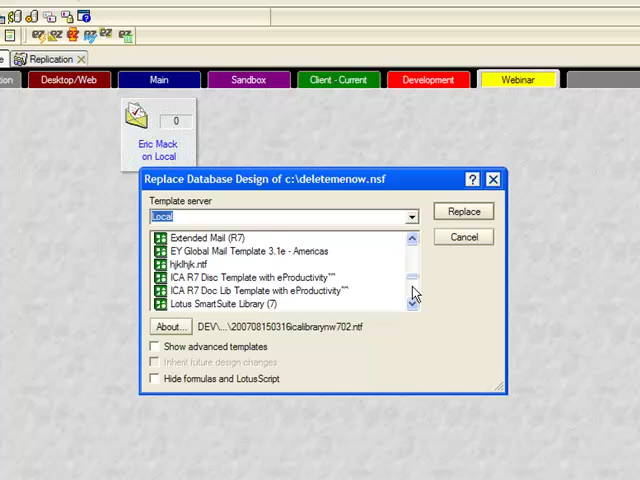 Replication
tion
Desktop/Web
Main
Sandbox
Client - Current
Development
Webinar
0
Eric Mack
on Local
Replace Database Design of c:\deletemenow.nsf
Template server
Local
Replace
Extended Mail (R7)
Cancel
EY Global Mail Template 3.1e - Americas
hjklhjk.ntf
ICA R7 Disc Template with eProductivity™
ICA R7 Doc Lib Template with eProductivity™
Lotus SmartSuite Library (7)
About... DEV\...\200708150316icalibrarynw702.ntf
Show advanced templates
Inherit future design changes
Hide formulas and LotusScript